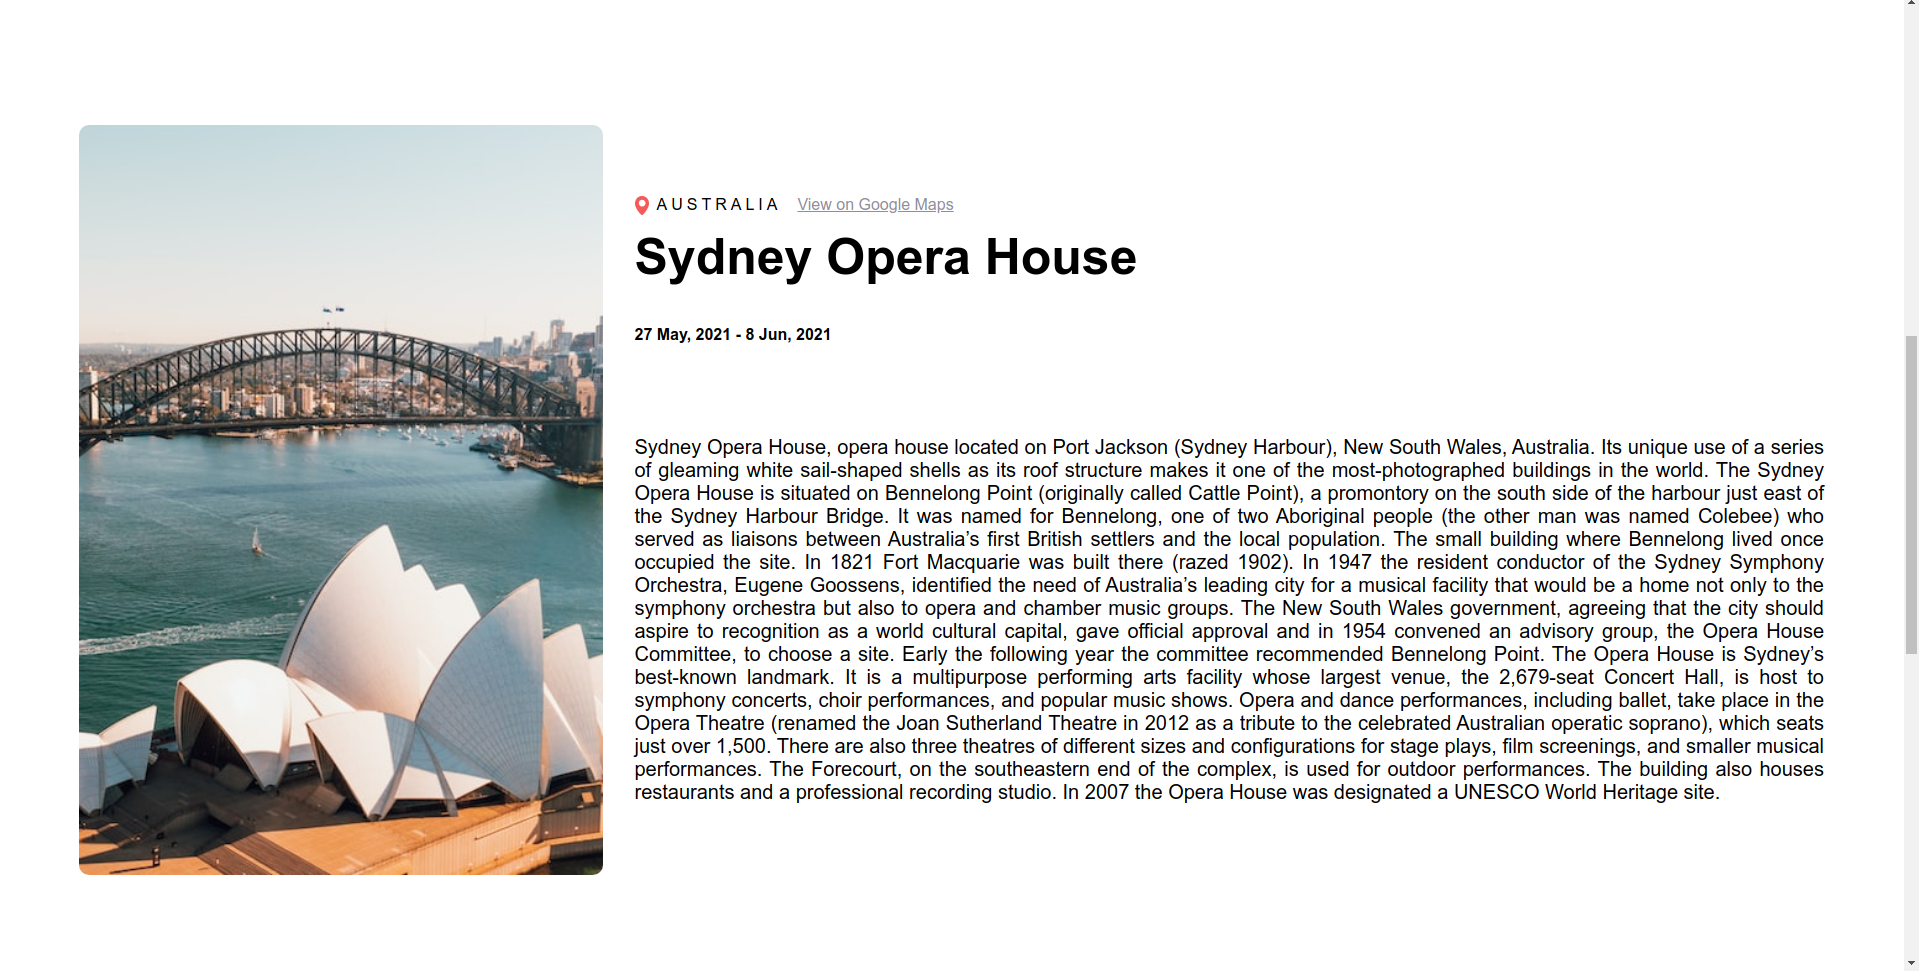 AUSTRALIA View on Google Maps
Sydney Opera House
27 May, 2021 - 8 Jun, 2021
Sydney Opera House, opera house located on Port Jackson (Sydney Harbour), New South Wales, Australia. Its unique use of a series
of gleaming white sail-shaped shells as its roof structure makes it one of the most-photographed buildings in the world. The Sydney
Opera House is situated on Bennelong Point (originally called Cattle Point), a promontory on the south side of the harbour just east of
the Sydney Harbour Bridge. It was named for Bennelong, one of two Aboriginal people (the other man was named Colebee) who
served as liaisons between Australia’s first British settlers and the local population. The small building where Bennelong lived once
occupied the site. In 1821 Fort Macquarie was built there (razed 1902). In 1947 the resident conductor of the Sydney Symphony
Orchestra, Eugene Goossens, identified the need of Australia’s leading city for a musical facility that would be a home not only to the
symphony orchestra but also to opera and chamber music groups. The New South Wales government, agreeing that the city should
aspire to recognition as a world cultural capital, gave official approval and in 1954 convened an advisory group, the Opera House
Committee, to choose a site. Early the following year the committee recommended Bennelong Point. The Opera House is Sydney’s
best-known landmark. It is a multipurpose performing arts facility whose largest venue, the 2,679-seat Concert Hall, is host to
symphony concerts, choir performances, and popular music shows. Opera and dance performances, including ballet, take place in the
Opera Theatre (renamed the Joan Sutherland Theatre in 2012 as a tribute to the celebrated Australian operatic soprano), which seats
just over 1,500. There are also three theatres of different sizes and configurations for stage plays, film screenings, and smaller musical
performances. The Forecourt, on the southeastern end of the complex, is used for outdoor performances. The building also houses
restaurants and a professional recording studio. In 2007 the Opera House was designated a UNESCO World Heritage site.